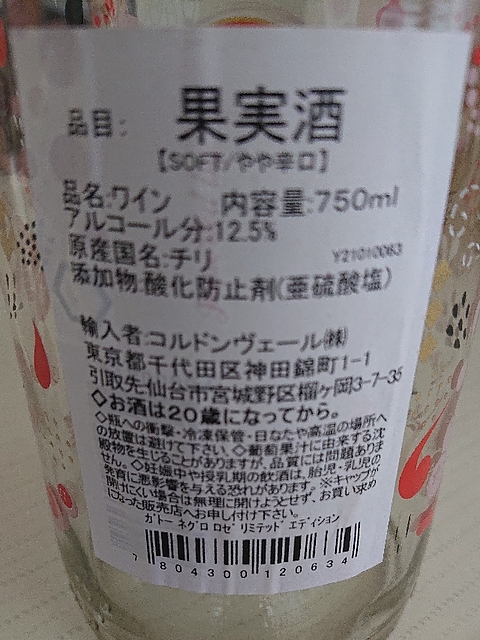 品目: 果実酒
【SOFT/やや辛口】
品名:ワイン 内容量:750ml
アルコール分:12.5%
原産国名:チリ Y21010063
添加物:酸化防止剤(亜硫酸塩)
輸入者:コルドンヴェール㈱
東京都千代田区神田錦町1-1
引取先:仙台市宮城野区榴ヶ岡3-7-35
◇お酒は20歳になってから。
◇瓶への衝撃・冷凍保管・日なたや高温の場所へ
の放置は避けて下さい。◇葡萄果汁に由来する沈
殿物を生じることがありますが、品質には問題ありま
せん。◇妊娠中や授乳期の飲酒は、胎児・乳児の
発育に悪影響を与える恐れがあります。※キャップが
開けにくい場合は無理に開けようとせず、お買い求め
になった販売店へお申し付け下さい。
ガトー ネグロ ロゼ リミテッド エディション
7 804300 120634